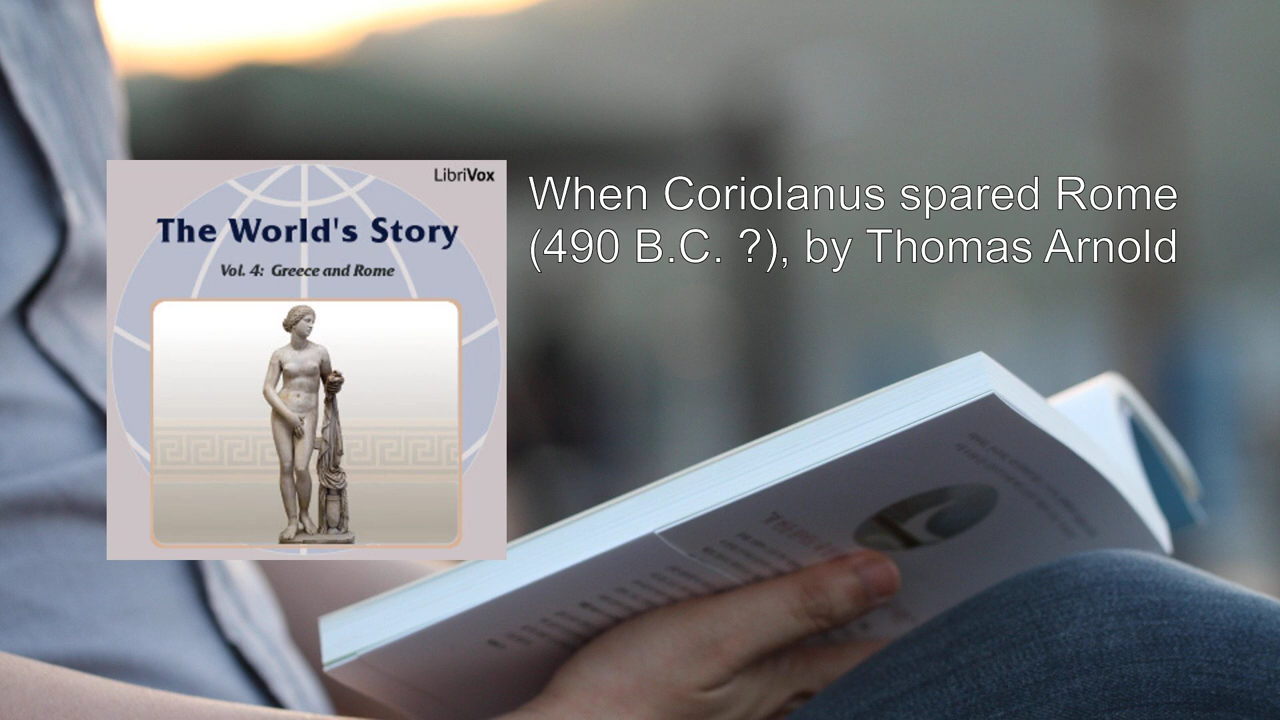 LibriVox
The World's Story
Vol. 4: Greece and Rome
When Coriolanus spared Rome
(490 B.C. ?), by Thomas Arnold